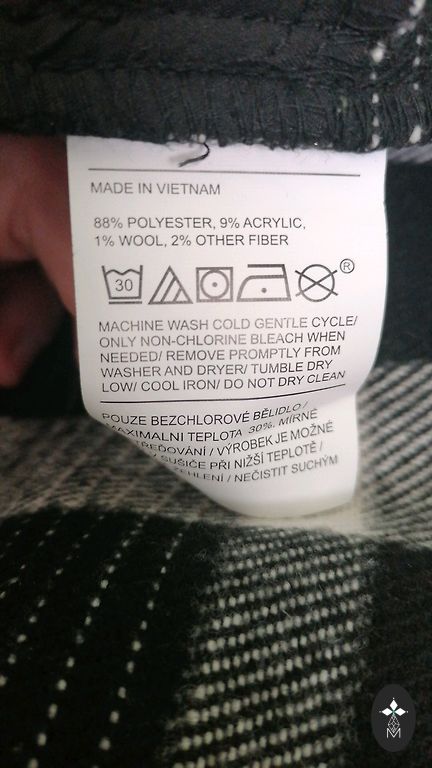 MADE IN VIETNAM
88% POLYESTER, 9% ACRYLIC,
1% WOOL, 2% OTHER FIBER
30 ®
MACHINE WASH COLD GENTLE CYCLE/
ONLY NON-CHLORINE BLEACH WHEN
NEEDED/ REMOVE PROMPTLY FROM
WASHER AND DRYER/ TUMBLE DRY
LOW/ COOL IRON/ DO NOT DRY CLEAN
POUZE BEZCHLOROVÉ BĚLIDLO /
MAXIMALNI TEPLOTA 30%, MÍRNÉ
/ VÝROBEK JE MOŽNÉ
SUŠIČE PŘI NIŽŠÍ TEPLOTĚ /
/ NEČISTIT SUCHÝM
M